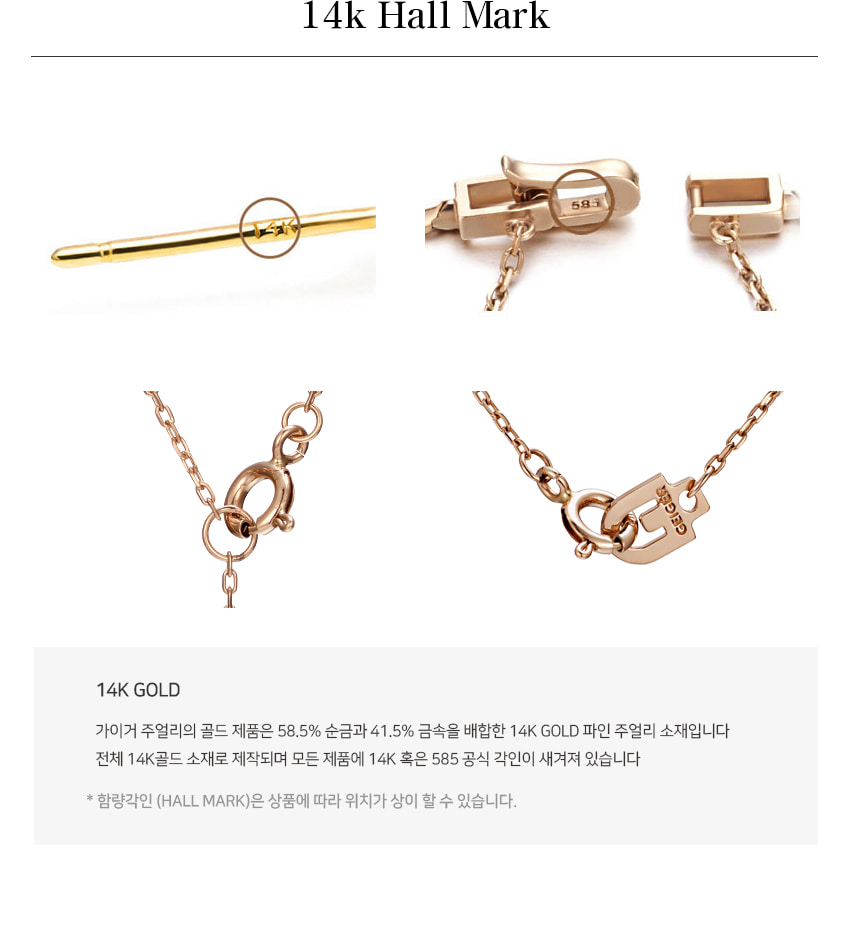 14k Hall Mark
14K
585
GEIGER
14K GOLD
가이거 주얼리의 골드 제품은 58.5% 순금과 41.5% 금속을 배합한 14K GOLD 파인 주얼리 소재입니다
전체 14K골드 소재로 제작되며 모든 제품에 14K 혹은 585 공식 각인이 새겨져 있습니다
* 함량각인 (HALL MARK)은 상품에 따라 위치가 상이 할 수 있습니다.